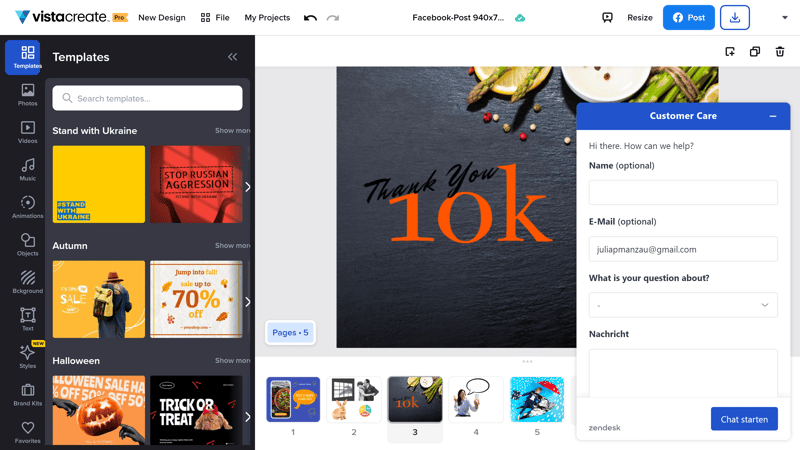 vistacreate. Pro
New Design
File
My Projects
Facebook-Post 940x7...
Resize
Post
Templates
Photos
Videos
Music
Animations
Objects
Bckground
Text
NEW
Styles
Brand Kits
Favorites
Templates
Search templates...
Stand with Ukraine
Show more
#STAND
WITH
UKRAINE
STOP RUSSIAN
AGGRESSION
Autumn
Show more
SALE
Jump into fall!
sale up to
70%
off
Halloween
Show more
HALLOWEEN SALE
50% OFF 50%
TRICK OR
TREAT
Thank You
10k
Pages • 5
10k
1
2
3
4
5
Customer Care
Hi there. How can we help?
Name (optional)
E-Mail (optional)
juliapmanzau@gmail.com
What is your question about?
-
Nachricht
zendesk
Chat starten